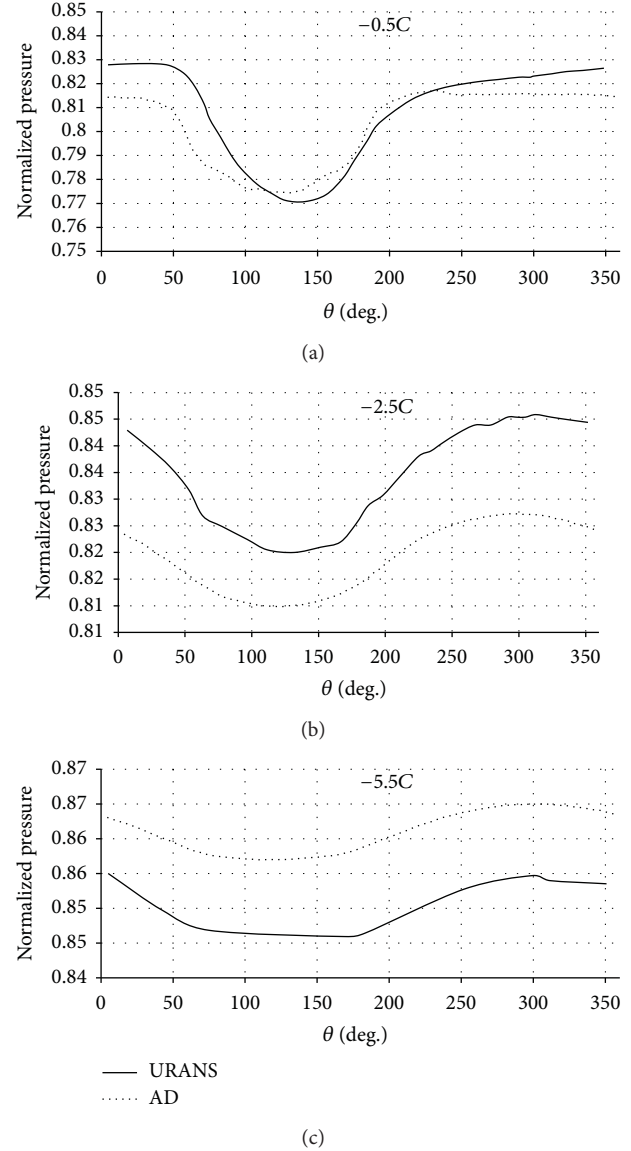 −0.5C
Normalized pressure
0.85
0.83
0.82
0.81
0.8
0.79
0.78
0.77
0.76
0.75
0 50 100 150 200 250 300 350
θ (deg.)
(a)
−2.5C
Normalized pressure
0.85
0.85
0.84
0.84
0.83
0.83
0.82
0.82
0.81
0.81
0 50 100 150 200 250 300 350
θ (deg.)
(b)
−5.5C
Normalized pressure
0.87
0.87
0.86
0.86
0.85
0.85
0.84
0 50 100 150 200 250 300 350
θ (deg.)
URANS
AD
(c)